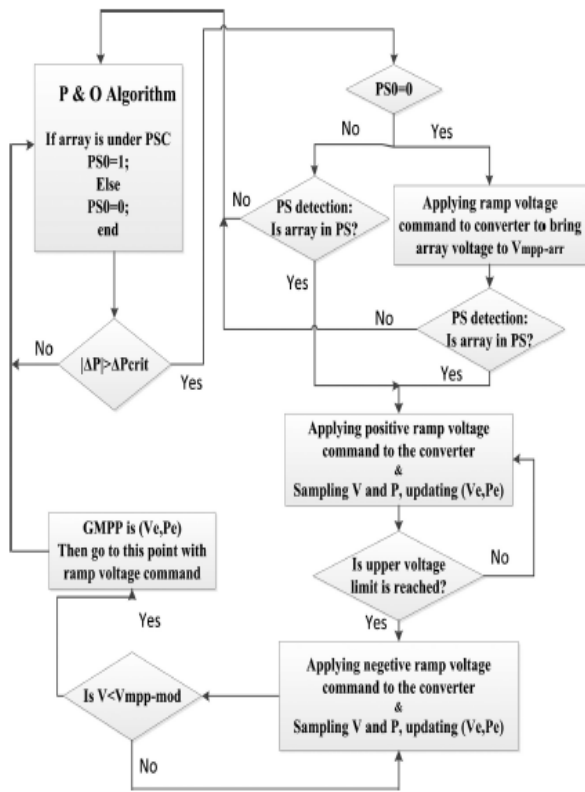 P & O Algorithm
If array is under PSC
PS0=1;
Else
PS0=0;
end
|ΔP|>ΔPcrit
No
Yes
PS0=0
No
Yes
PS detection:
Is array in PS?
No
Yes
Applying ramp voltage
command to converter to bring
array voltage to Vmpp-arr
PS detection:
Is array in PS?
No
Yes
Applying positive ramp voltage
command to the converter
&
Sampling V and P, updating (Ve,Pe)
Is upper voltage
limit is reached?
No
Yes
Applying negetive ramp voltage
command to the converter
&
Sampling V and P, updating (Ve,Pe)
Is V<Vmpp-mod
No
Yes
GMPP is (Ve,Pe)
Then go to this point with
ramp voltage command